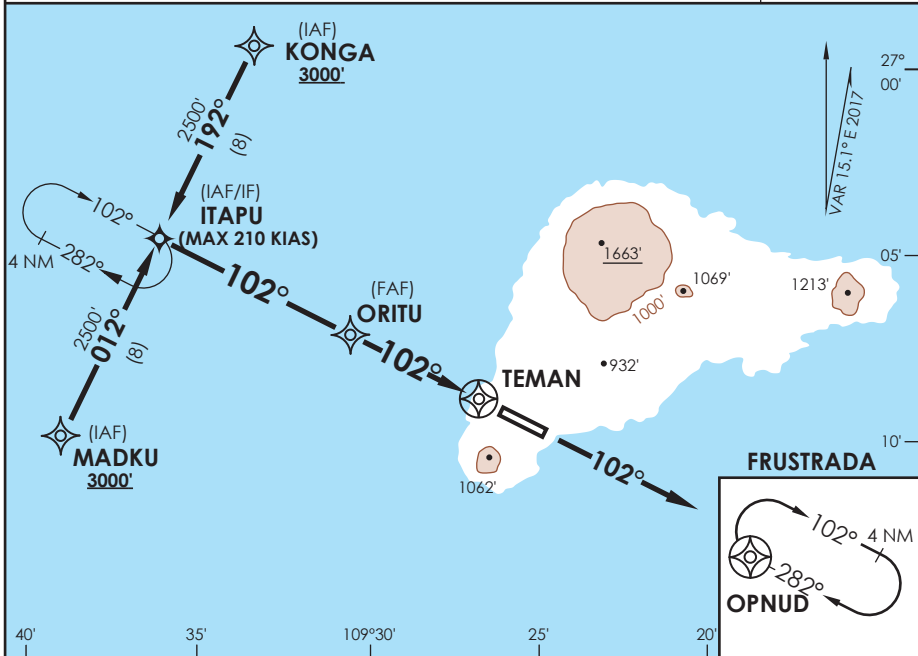 (IAF)
KONGA
3000'
27°
00'
2500'
192°
(8)
VAR 15.1° E 2017
(IAF/IF)
ITAPU
(MAX 210 KIAS)
102°
282°
4 NM
102°
(FAF)
ORITU
102°
TEMAN
1663'
1069'
1000'
1213'
932'
05'
2500'
012°
(8)
(IAF)
MADKU
3000'
1062'
102°
10'
FRUSTRADA
102°
4 NM
282°
OPNUD
40'
35'
109°30'
25'
20'